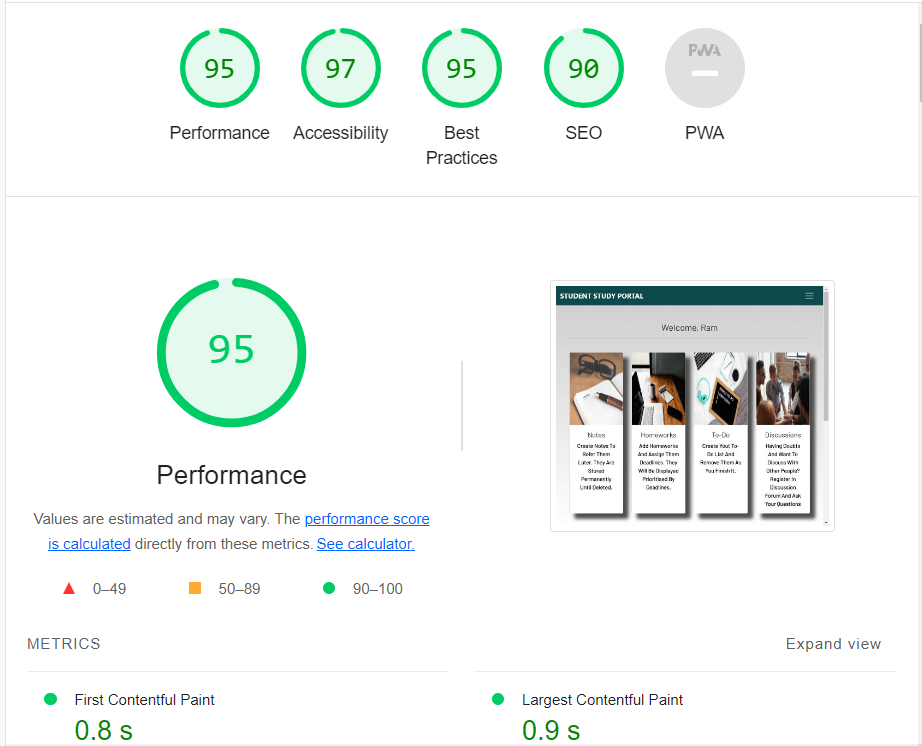 95
97
95
90
PWA
Performance
Accessibility
Best
Practices
SEO
PWA
95
Performance
Values are estimated and may vary. The performance score
is calculated directly from these metrics. See calculator.
0–49
50–89
90–100
STUDENT STUDY PORTAL
Welcome, Ram
Notes
Create Notes To
Refer Them
Later. They Are
Stored
Permanently
Until Deleted.
Homeworks
Add Homeworks
And Assign Them
Deadlines. They
Will Be Displayed
Prioritised By
Deadlines.
To-Do
Create Yout To-
Do List And
Remove Them As
You Finish It.
Discussions
Having Doubts
And Want To
Discuss With
Other People?
Register In
Discussion
Forum And Ask
Your Questions
METRICS
Expand view
First Contentful Paint
0.8 s
Largest Contentful Paint
0.9 s